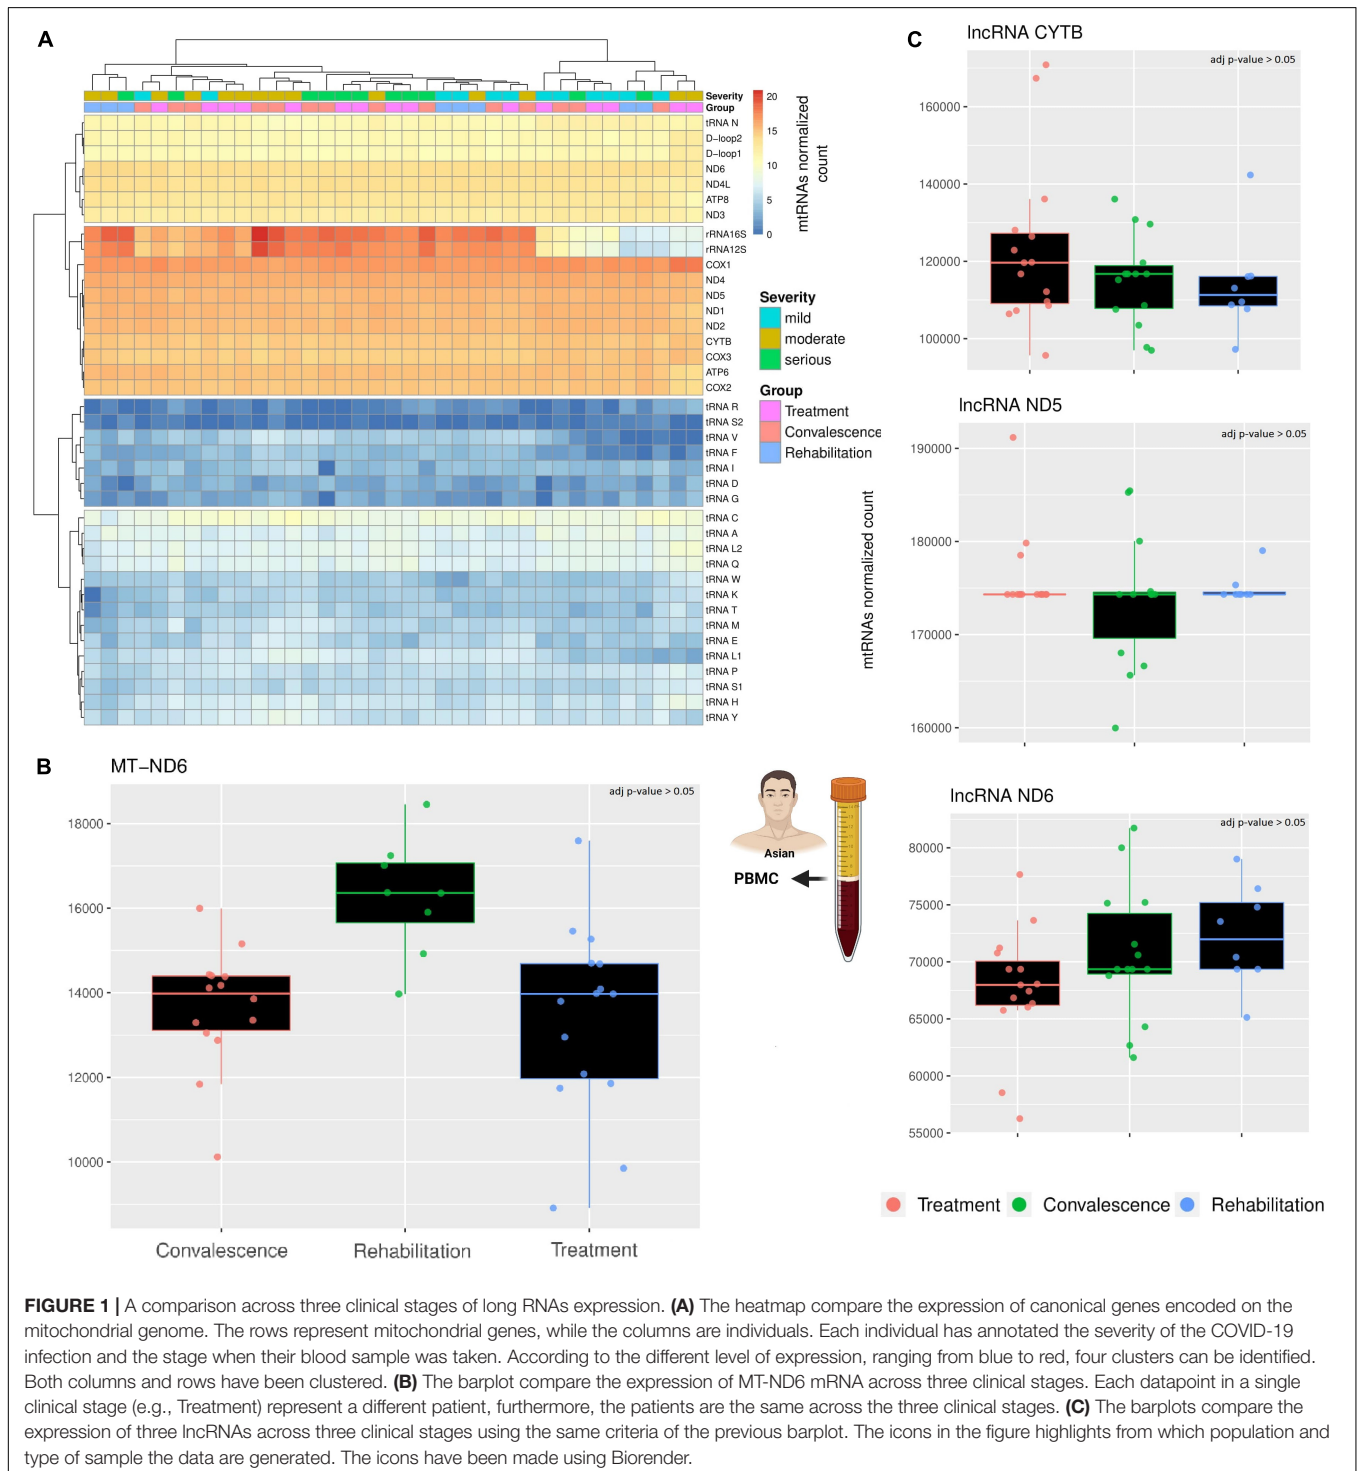 A
Severity
Group
tRNA N
D-loop2
D-loop1
ND6
ND4L
ATP8
ND3
rRNA16S
rRNA12S
COX1
ND4
ND5
ND1
ND2
CYTB
COX3
ATP6
COX2
tRNA R
tRNA S2
tRNA V
tRNA F
tRNA I
tRNA D
tRNA G
tRNA C
tRNA A
tRNA L2
tRNA Q
tRNA W
tRNA K
tRNA T
tRNA M
tRNA E
tRNA L1
tRNA P
tRNA S1
tRNA H
tRNA Y
20
15
10
5
0
mtRNAs normalized
count
Severity
mild
moderate
serious
Group
Treatment
Convalescence
Rehabilitation
B
MT-ND6
adj p-value > 0.05
18000
16000
14000
12000
10000
Convalescence
Rehabilitation
Treatment
Asian
PBMC
C
lncRNA CYTB
adj p-value > 0.05
160000
140000
120000
100000
lncRNA ND5
adj p-value > 0.05
190000
180000
170000
160000
mtRNAs normalized count
lncRNA ND6
adj p-value > 0.05
80000
75000
70000
65000
60000
55000
Treatment
Convalescence
Rehabilitation
FIGURE 1 | A comparison across three clinical stages of long RNAs expression. (A) The heatmap compare the expression of canonical genes encoded on the
mitochondrial genome. The rows represent mitochondrial genes, while the columns are individuals. Each individual has annotated the severity of the COVID-19
infection and the stage when their blood sample was taken. According to the different level of expression, ranging from blue to red, four clusters can be identified.
Both columns and rows have been clustered. (B) The barplot compare the expression of MT-ND6 mRNA across three clinical stages. Each datapoint in a single
clinical stage (e.g., Treatment) represent a different patient, furthermore, the patients are the same across the three clinical stages. (C) The barplots compare the
expression of three lncRNAs across three clinical stages using the same criteria of the previous barplot. The icons in the figure highlights from which population and
type of sample the data are generated. The icons have been made using Biorender.